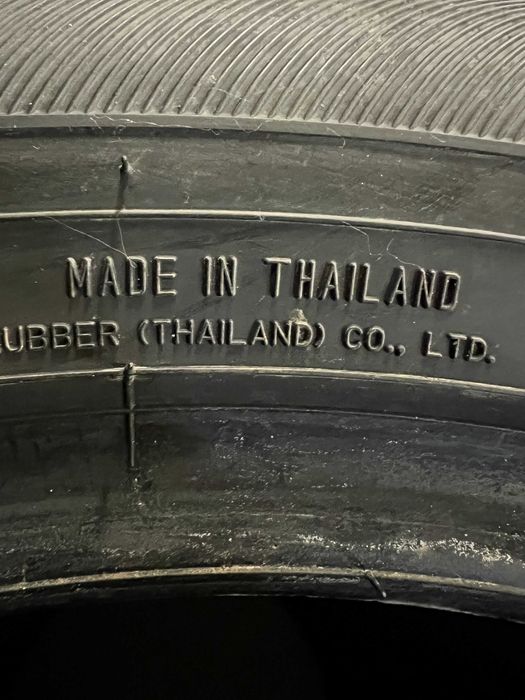 MADE IN THAILAND
UBBER (THAILAND) CO., LTD.